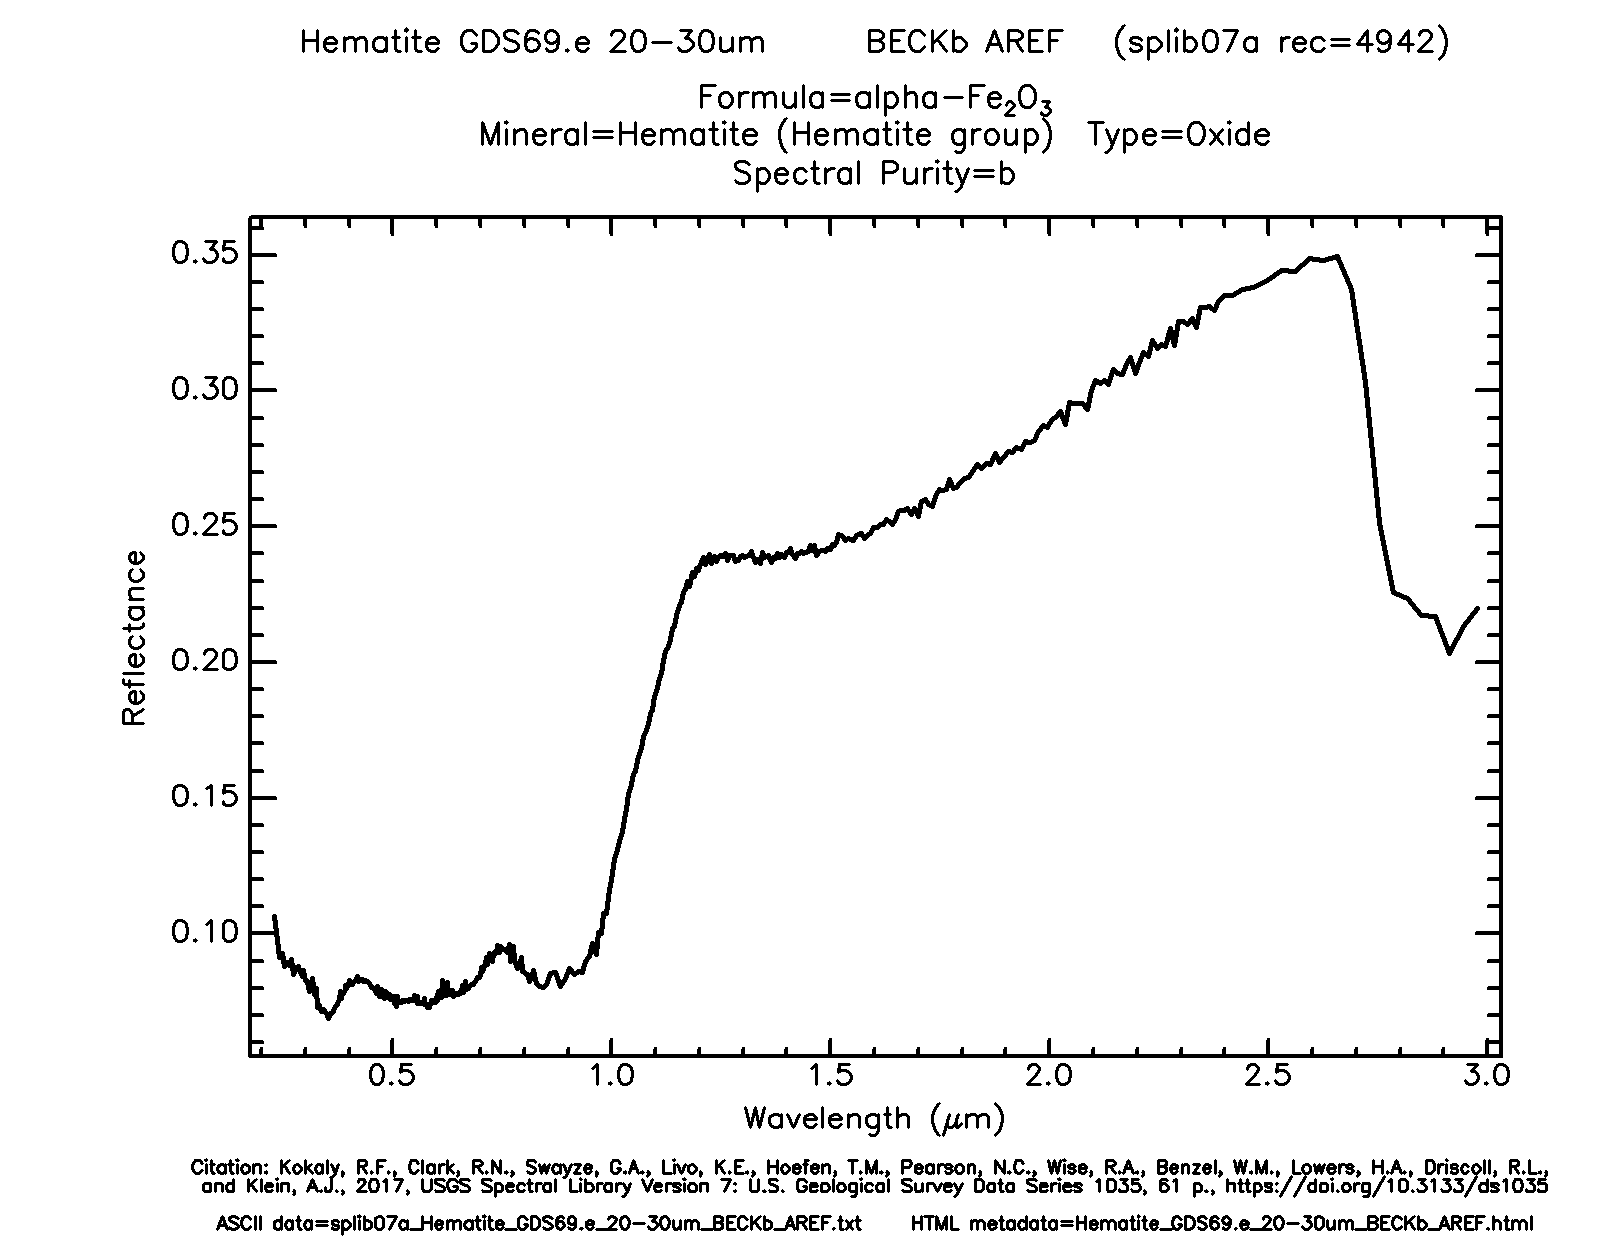 Hematite GDS69.e 20-30um BECKb AREF (splib07a rec=4942)
Formula=alpha-Fe2O3
Mineral=Hematite (Hematite group) Type=Oxide
Spectral Purity=b
0.35
0.30
0.25
0.20
0.15
0.10
Reflectance
0.5 1.0 1.5 2.0 2.5 3.0
Wavelength (μm)
Citation: Kokaly, R.F., Clark, R.N., Swayze, G.A., Livo, K.E., Hoefen, T.M., Pearson, N.C., Wise, R.A., Benzel, W.M., Lowers, H.A., Driscoll, R.L.,
and Klein, A.J., 2017, USGS Spectral Library Version 7: U.S. Geological Survey Data Series 1035, 61 p., https://doi.org/10.3133/ds1035
ASCII data=splib07a_Hematite_GDS69.e_20-30um_BECKb_AREF.txt HTML metadata=Hematite_GDS69.e_20-30um_BECKb_AREF.html